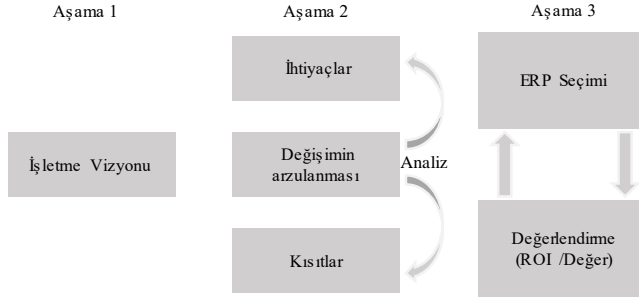 Aşama 1
Aşama 2
Aşama 3
İhtiyaçlar
ERP Seçimi
İşletme Vizyonu
Değişimin
arzulanması
Analiz
Kısıtlar
Değerlendirme
(ROI /Değer)